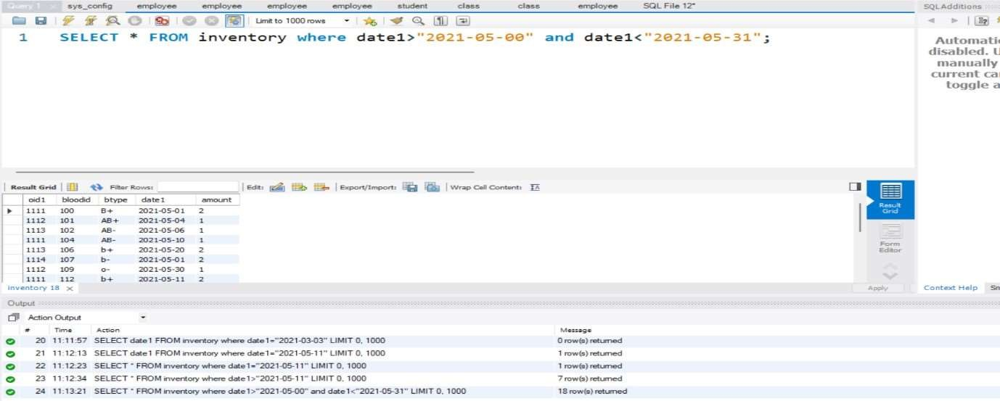 Query 1 sys_config employee employee employee employee student class class employee SQL File 12*
SQLAdditions
Limit to 1000 rows
1 SELECT * FROM inventory where date1>"2021-05-00" and date1<"2021-05-31";
Automatic
disabled. U
manually
current ca
toggle a
Result Grid Filter Rows: Edit: Export/Import: Wrap Cell Content:
oid1 bloodid btype date1 amount
1111 100 B+ 2021-05-01 2
1112 101 AB+ 2021-05-04 1
1113 102 AB- 2021-05-06 1
1111 104 AB- 2021-05-10 1
1113 106 b+ 2021-05-20 2
1114 107 b- 2021-05-01 2
1112 109 o- 2021-05-30 1
1111 112 b+ 2021-05-11 2
Result
Grid
Form
Editor
inventory 18 Apply Context Help Sn
Output
Action Output
# Time Action Message
20 11:11:57 SELECT date1 FROM inventory where date1="2021-03-03" LIMIT 0, 1000 0 row(s) returned
21 11:12:13 SELECT date1 FROM inventory where date1="2021-05-11" LIMIT 0, 1000 1 row(s) returned
22 11:12:23 SELECT * FROM inventory where date1="2021-05-11" LIMIT 0, 1000 1 row(s) returned
23 11:12:34 SELECT * FROM inventory where date1>"2021-05-11" LIMIT 0, 1000 7 row(s) returned
24 11:13:21 SELECT * FROM inventory where date1>"2021-05-00" and date1<"2021-05-31" LIMIT 0, 1000 18 row(s) returned